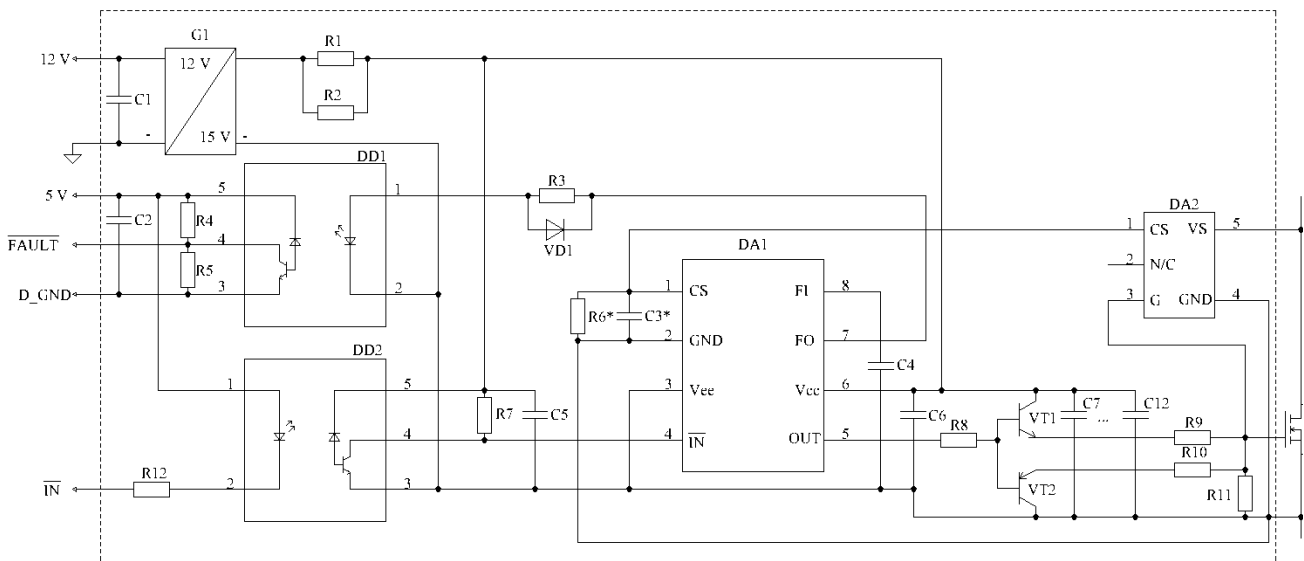 G1
12 V
12 V
R1
R2
C1
-
15 V
-
DD1
5 V
5
1
R3
C2
R4
VD1
DA2
1
CS
VS
5
FAULT
4
R5
DA1
2
N/C
D_GND
3
2
1
CS
FI
8
3
G
GND
4
R6*
C3*
2
GND
FO
7
C4
DD2
1
5
R7
C5
3
Vee
Vcc
6
C6
VT1
C7
...
C12
4
4
IN
OUT
5
R8
R9
R10
IN
R12
2
3
VT2
R11